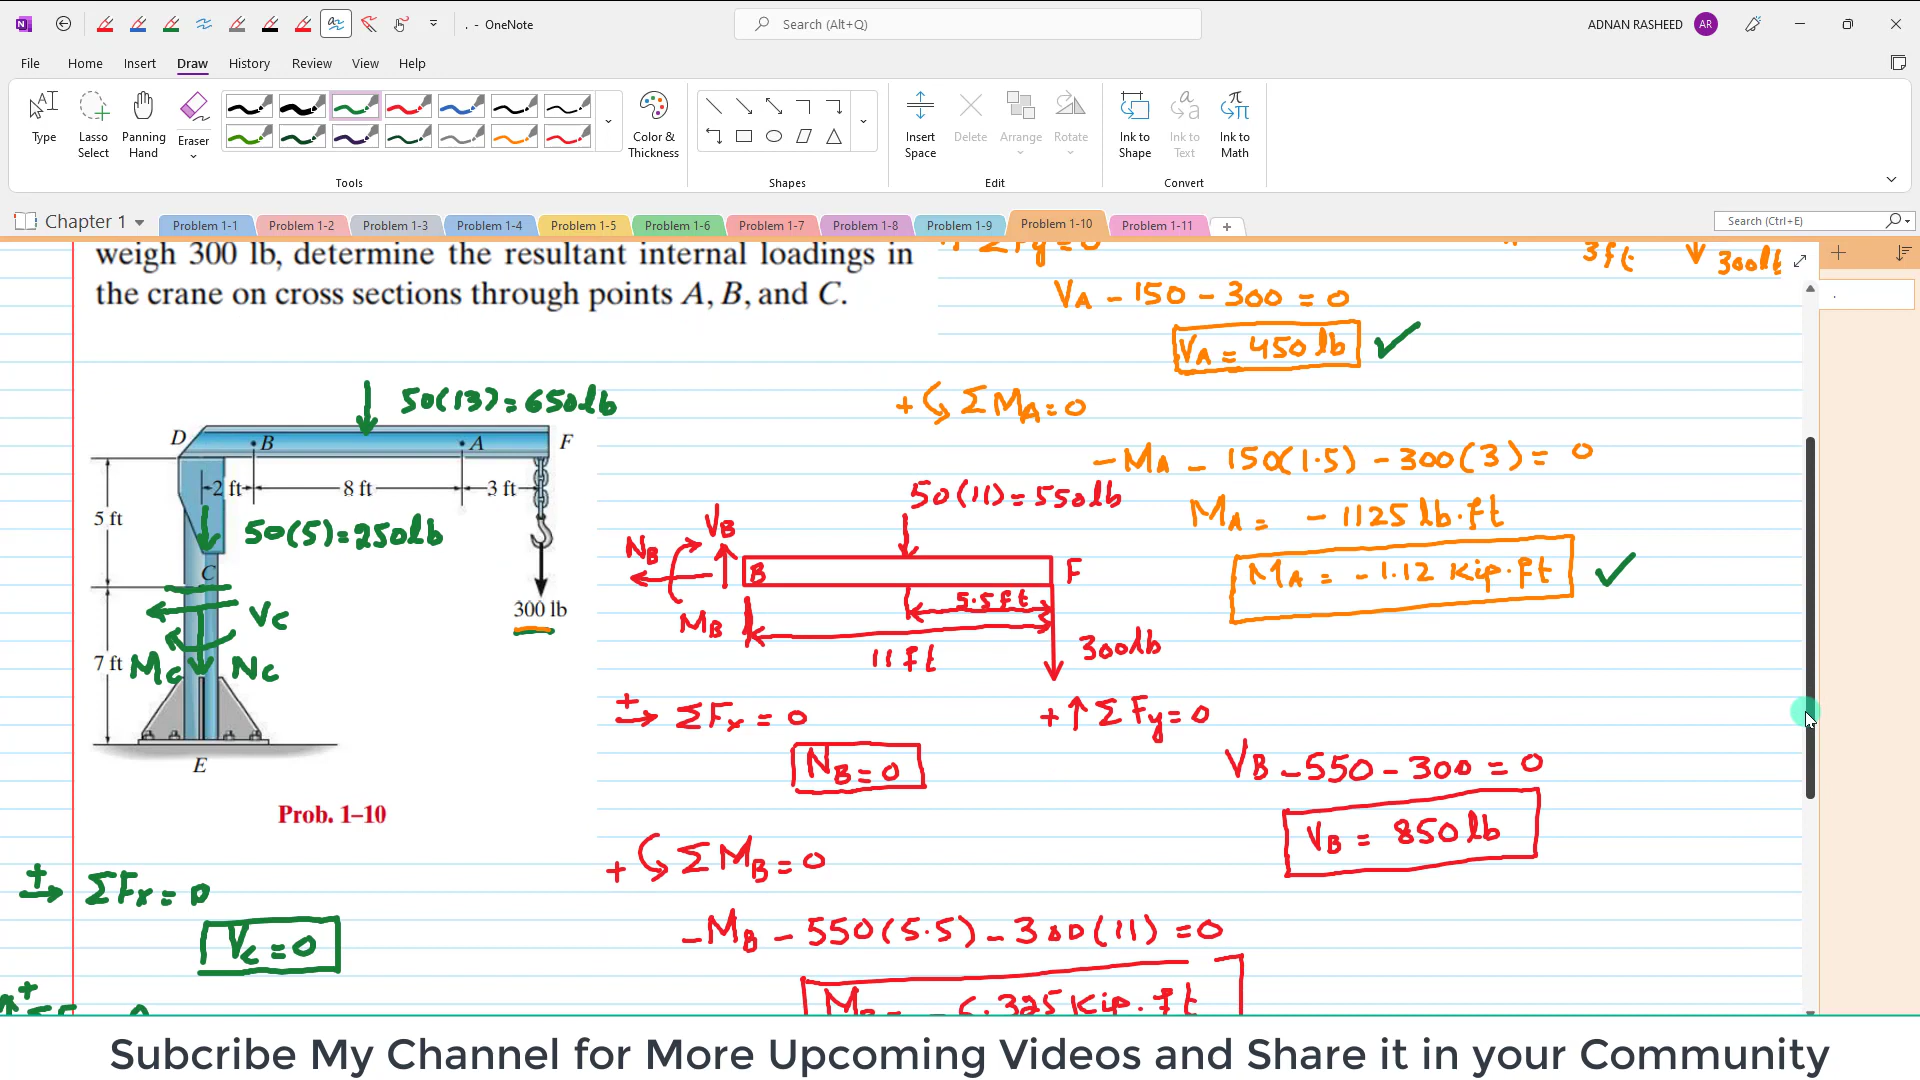 . - OneNote
Search (Alt+Q)
ADNAN RASHEED AR
File Home Insert Draw History Review View Help
Type
Lasso Select
Panning Hand
Eraser
Color & Thickness
Insert Space
Delete
Arrange
Rotate
Ink to Shape
Ink to Text
Ink to Math
Tools
Shapes
Edit
Convert
Chapter 1
Problem 1-1 Problem 1-2 Problem 1-3 Problem 1-4 Problem 1-5 Problem 1-6 Problem 1-7 Problem 1-8 Problem 1-9 Problem 1-10 Problem 1-11 +
Search (Ctrl+E)
weigh 300 lb, determine the resultant internal loadings in
the crane on cross sections through points A, B, and C.
50(13)=650lb
D B A F
2 ft 8 ft 3 ft
5 ft
50(5)=250lb
C
300 lb
Vc
7 ft Mc Nc
E
Prob. 1–10
+ ΣFx = 0
Vc = 0
ΣFy=0
3ft 300lb
VA - 150 - 300 = 0
VA = 450 lb ✓
+ ΣMA=0
-MA - 150(1.5) - 300(3) = 0
MA = -1125 lb.ft
MA = -1.12 Kip.ft ✓
50(11)=550lb
VB
NB
B F
MB
5.5ft
11 ft
300lb
+ ΣFx = 0
NB = 0
+↑ΣFy=0
VB - 550 - 300 = 0
VB = 850 lb
+ ΣMB = 0
-MB - 550(5.5) - 300(11) = 0
MB = -6.325 Kip.ft
Subcribe My Channel for More Upcoming Videos and Share it in your Community